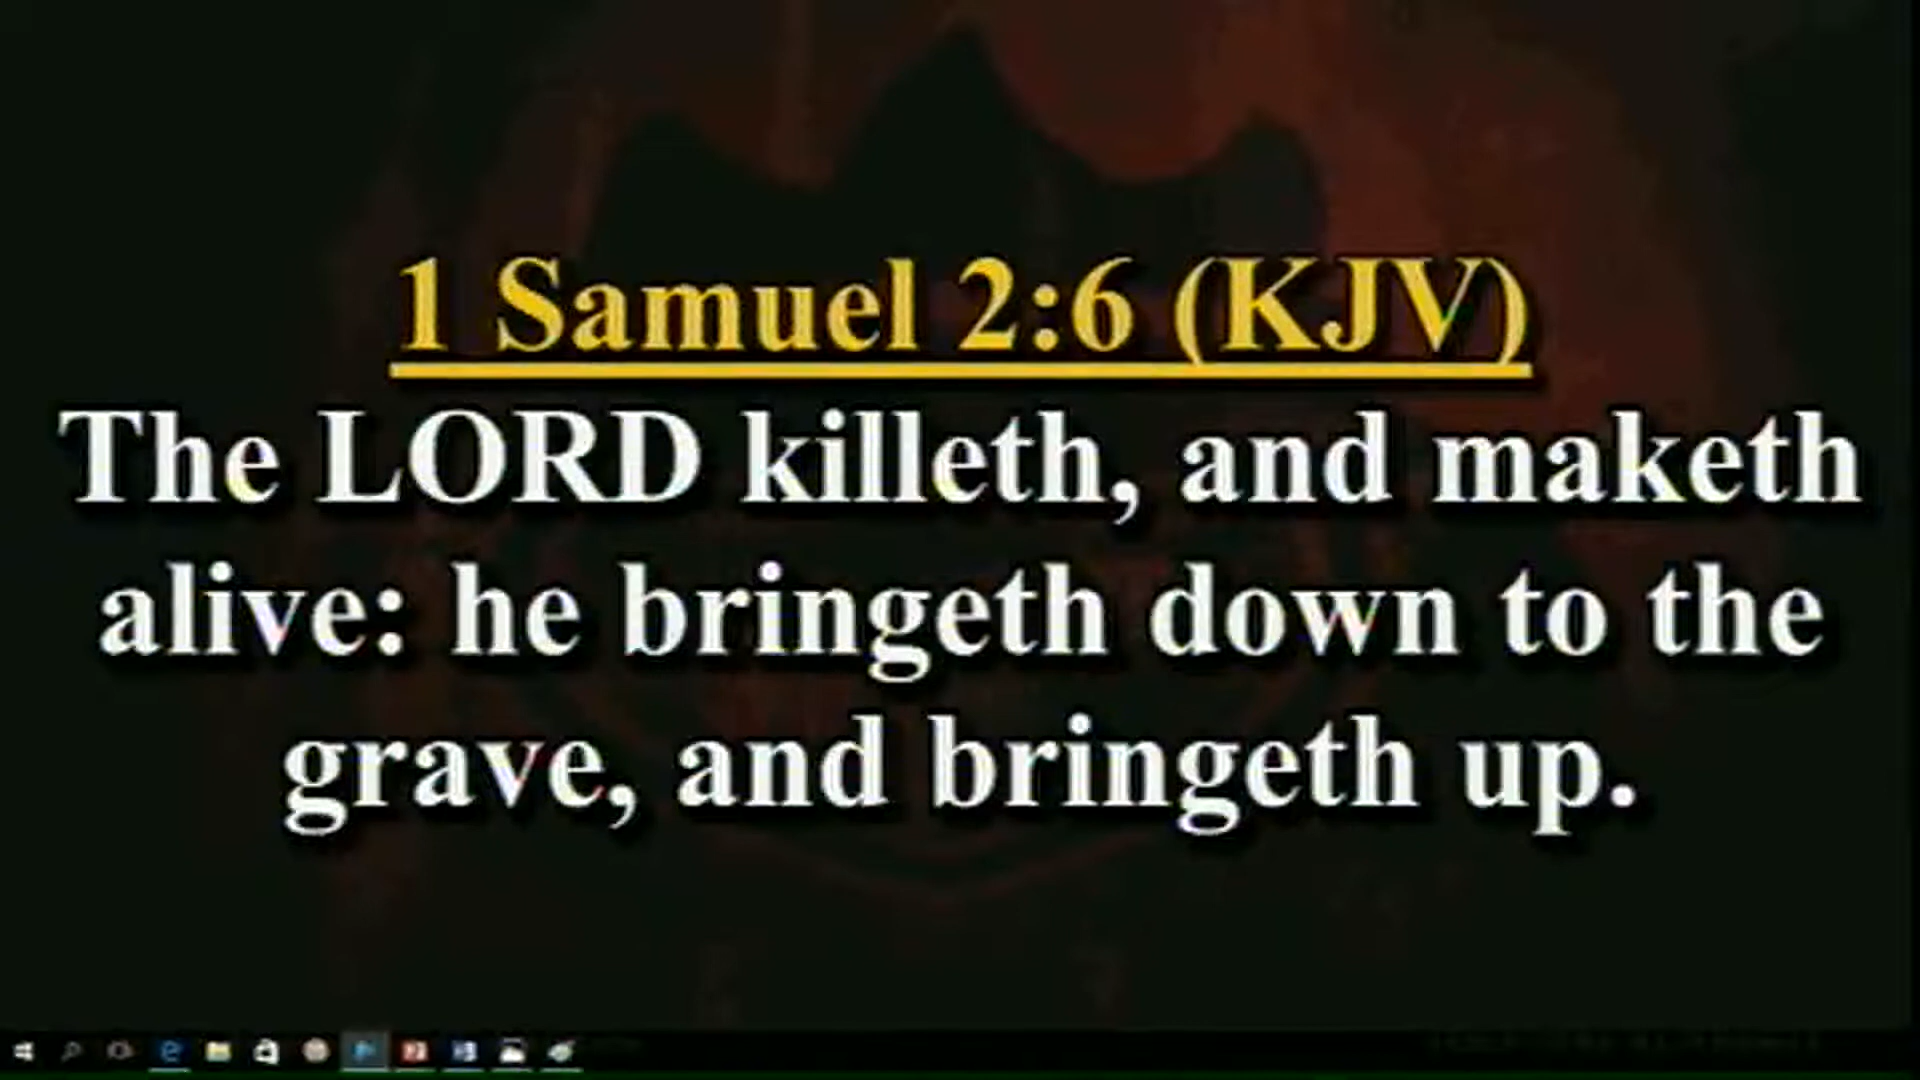 1 Samuel 2:6 (KJV)
The LORD killeth, and maketh
alive: he bringeth down to the
grave, and bringeth up.